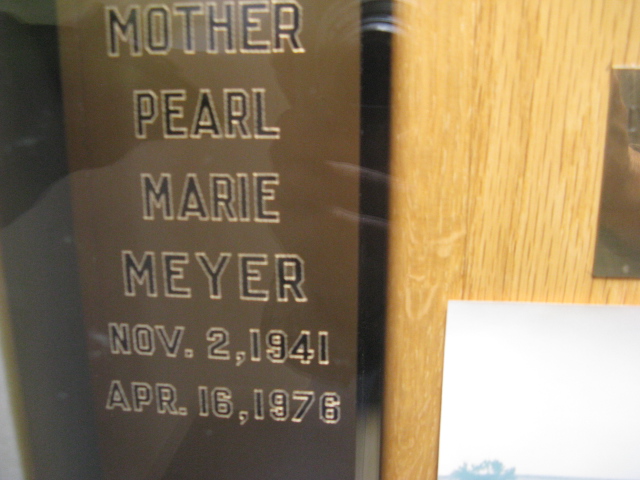 MOTHER
PEARL
MARIE
MEYER
NOV. 2,1941
APR. 16,1976